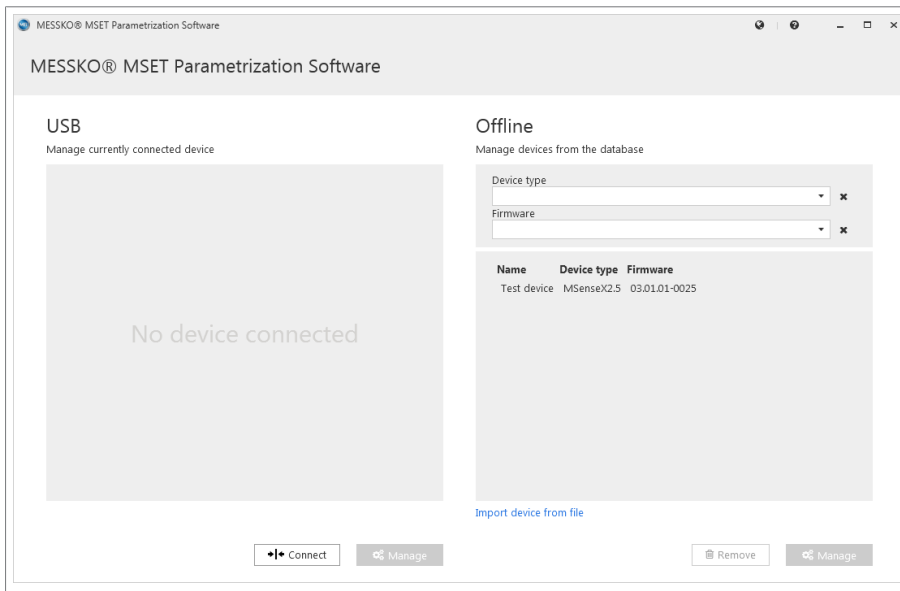 MESSKO® MSET Parametrization Software
MESSKO® MSET Parametrization Software
USB
Manage currently connected device
No device connected
Connect
Manage
Offline
Manage devices from the database
Device type
Firmware
Name Device type Firmware
Test device MSenseX2.5 03.01.01-0025
Import device from file
Remove
Manage